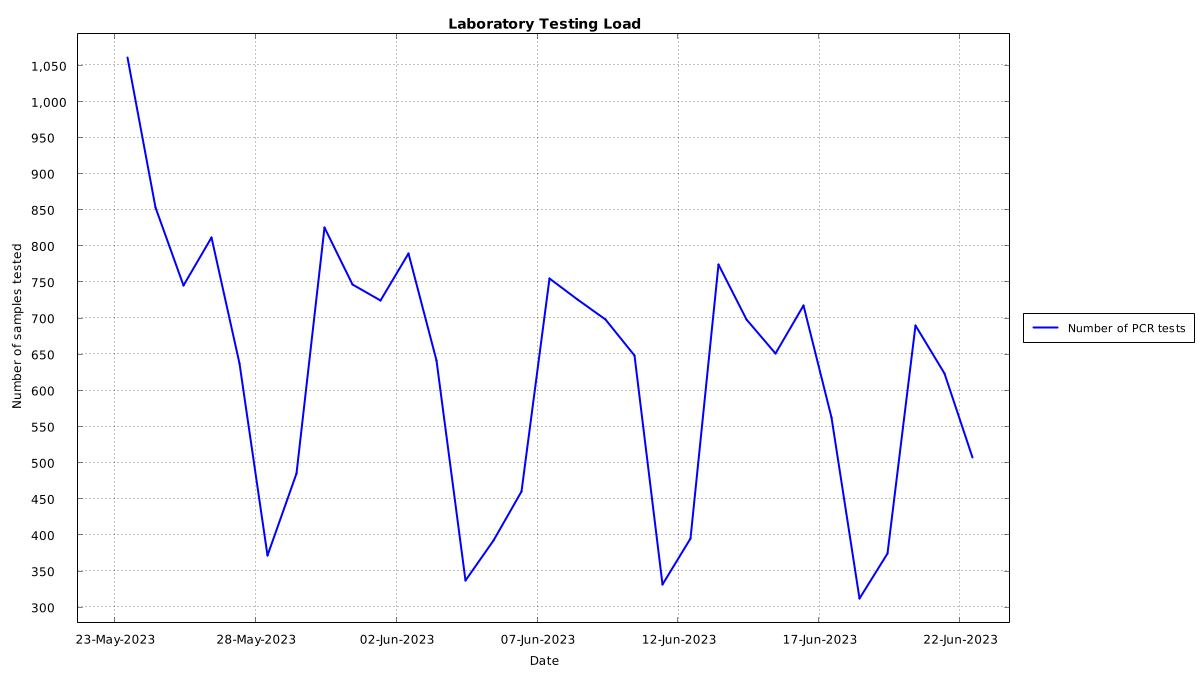 Laboratory Testing Load
Number of samples tested
1,050
1,000
950
900
850
800
750
700
650
600
550
500
450
400
350
300
23-May-2023
28-May-2023
02-Jun-2023
07-Jun-2023
12-Jun-2023
17-Jun-2023
22-Jun-2023
Date
Number of PCR tests